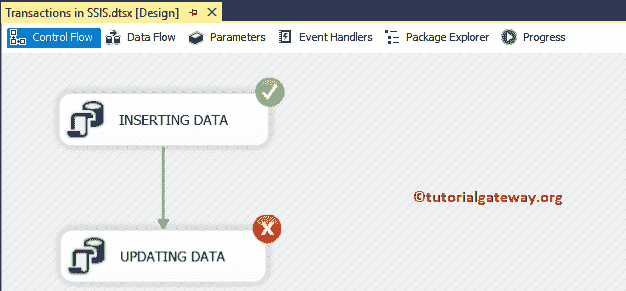 Transactions in SSIS.dtsx [Design]
Control Flow Data Flow Parameters Event Handlers Package Explorer Progress
INSERTING DATA
©tutorialgateway.org
UPDATING DATA